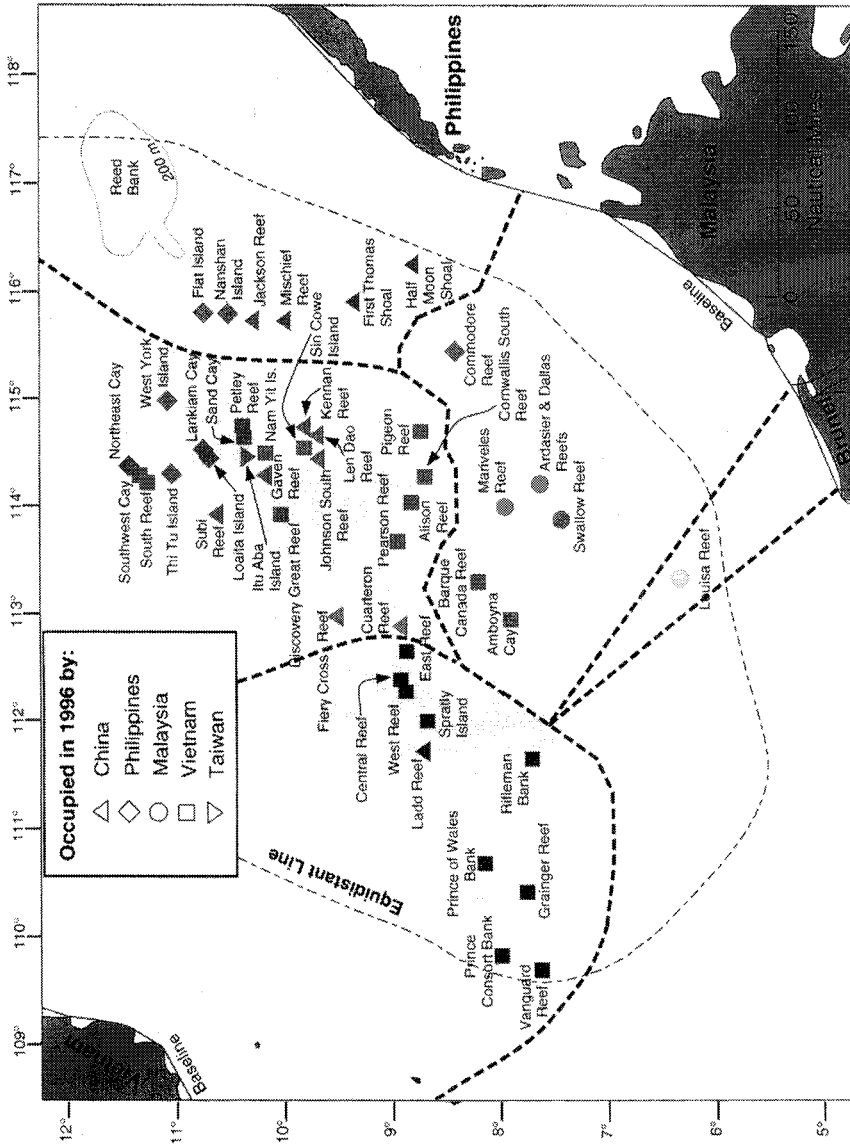 118°
117°
116°
115°
114°
113°
112°
111°
110°
109°
12°
11°
10°
9°
8°
7°
6°
5°
Occupied in 1996 by:
China
Philippines
Malaysia
Vietnam
Taiwan
Vietnam
Baseline
Equidistant Line
Reed
Bank
200 m
Philippines
Malaysia
Baseline
Brunei
0
50
100
150
Nautical Miles
Flat Island
Nanshan
Island
Jackson Reef
Mischief
Reef
First Thomas
Shoal
Half
Moon
Shoal
Commodore
Reef
Northeast Cay
West York
Island
Southwest Cay
South Reef
Thi Tu Island
Lankiam Cay
Sand Cay
Petley
Reef
Nam Yit Is.
Sin Cowe
Island
Subi
Reef
Loaita Island
Itu Aba
Island
Gaven
Reef
Discovery Great Reef
Kennan
Reef
Len Dao
Reef
Johnson South
Reef
Pigeon
Reef
Cornwallis South
Reef
Pearson Reef
Alison
Reef
Mariveles
Reef
Ardasier & Dallas
Reefs
Swallow Reef
Louisa Reef
Fiery Cross Reef
Cuarteron
Reef
Barque
Canada Reef
Amboyna
Cay
Central Reef
West Reef
East Reef
Spratly
Island
Ladd Reef
Rifleman
Bank
Prince of Wales
Bank
Grainger Reef
Prince
Consort Bank
Vanguard
Reef